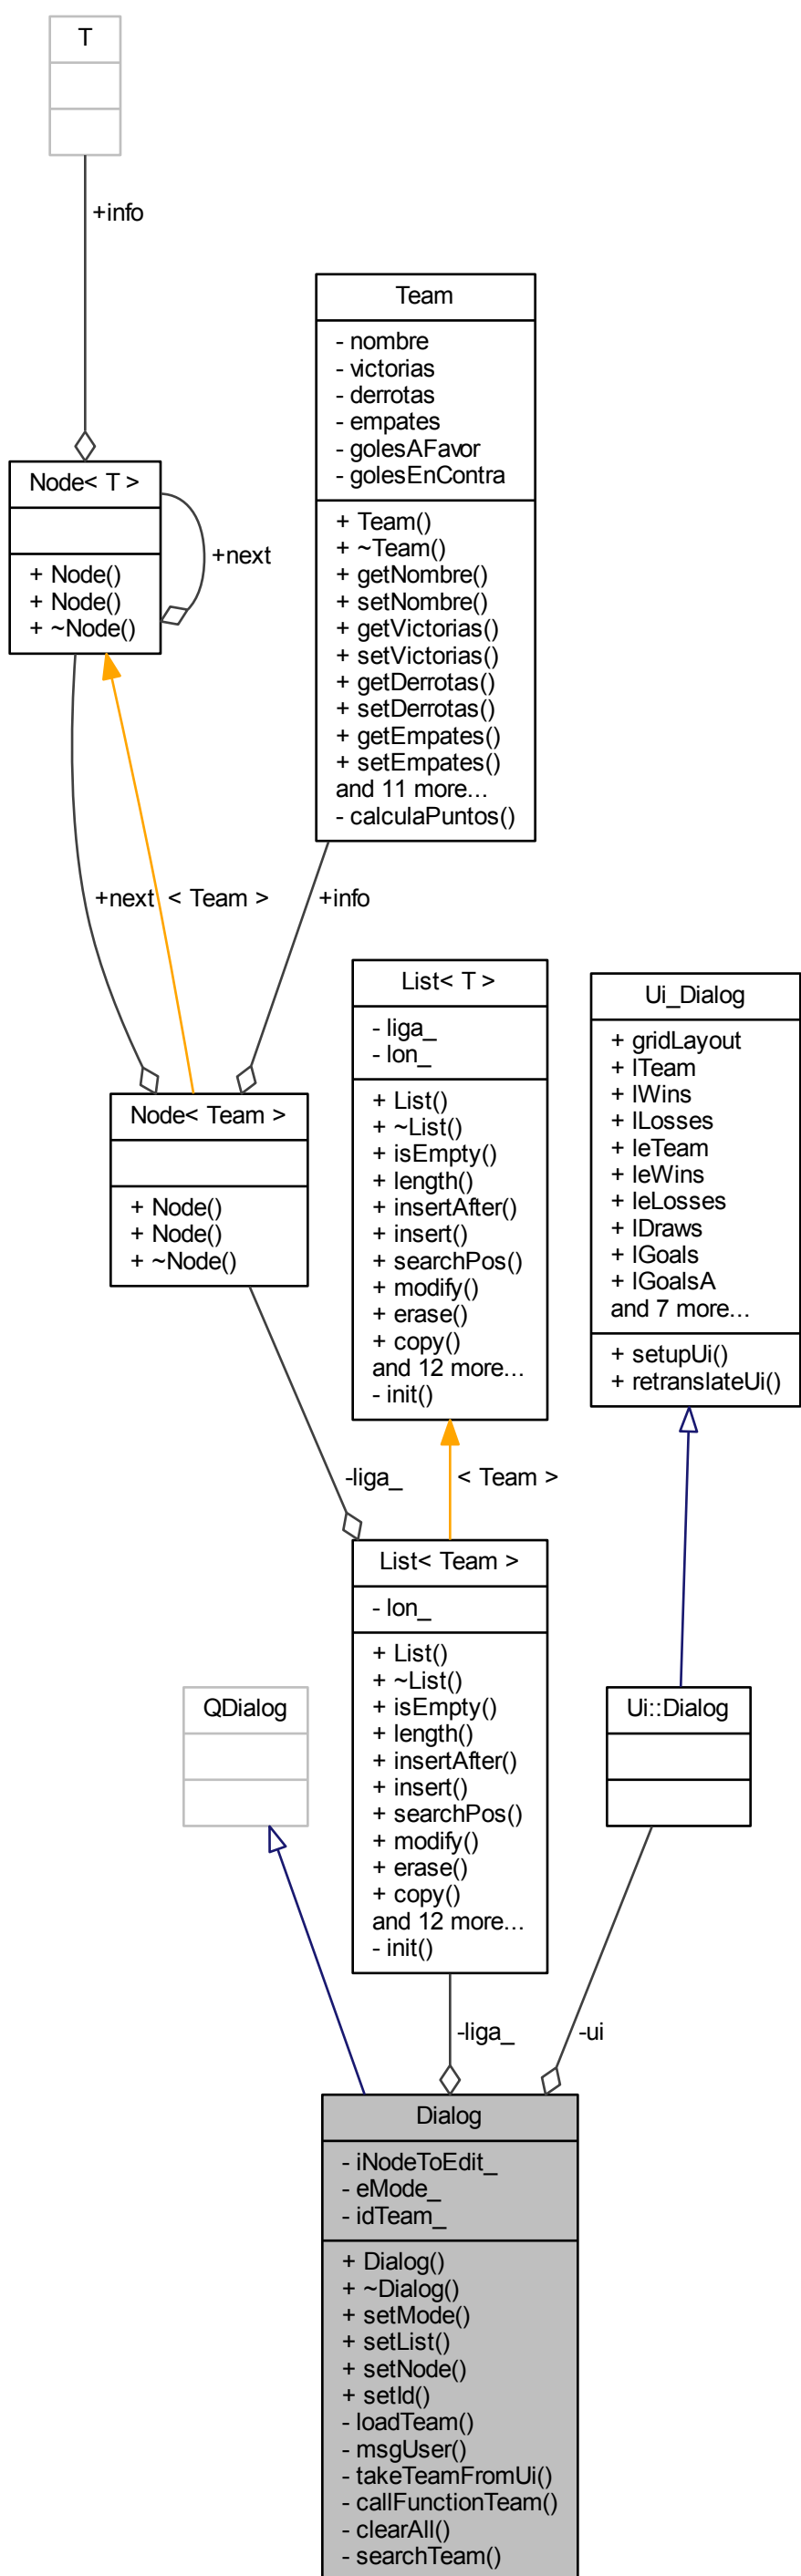 T
+info
Team
- nombre
- victorias
- derrotas
- empates
- golesAFavor
- golesEnContra
+ Team()
+ ~Team()
+ getNombre()
+ setNombre()
+ getVictorias()
+ setVictorias()
+ getDerrotas()
+ setDerrotas()
+ getEmpates()
+ setEmpates()
and 11 more...
- calculaPuntos()
Node< T >
+ Node()
+ Node()
+ ~Node()
+next
+next
< Team >
+info
Node< Team >
+ Node()
+ Node()
+ ~Node()
List< T >
- liga_
- lon_
+ List()
+ ~List()
+ isEmpty()
+ length()
+ insertAfter()
+ insert()
+ searchPos()
+ modify()
+ erase()
+ copy()
and 12 more...
- init()
Ui_Dialog
+ gridLayout
+ lTeam
+ lWins
+ lLosses
+ leTeam
+ leWins
+ leLosses
+ lDraws
+ lGoals
+ lGoalsA
and 7 more...
+ setupUi()
+ retranslateUi()
-liga_
< Team >
List< Team >
- lon_
+ List()
+ ~List()
+ isEmpty()
+ length()
+ insertAfter()
+ insert()
+ searchPos()
+ modify()
+ erase()
+ copy()
and 12 more...
- init()
QDialog
Ui::Dialog
-liga_
-ui
Dialog
- iNodeToEdit_
- eMode_
- idTeam_
+ Dialog()
+ ~Dialog()
+ setMode()
+ setList()
+ setNode()
+ setId()
- loadTeam()
- msgUser()
- takeTeamFromUi()
- callFunctionTeam()
- clearAll()
- searchTeam()